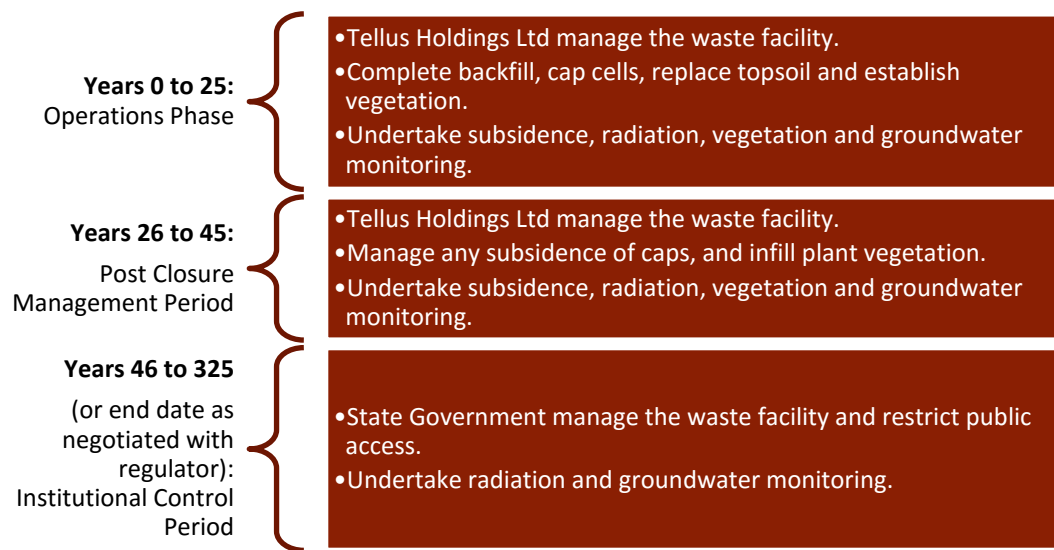 Years 0 to 25:
Operations Phase
•Tellus Holdings Ltd manage the waste facility.
•Complete backfill, cap cells, replace topsoil and establish
vegetation.
•Undertake subsidence, radiation, vegetation and groundwater
monitoring.
Years 26 to 45:
Post Closure
Management Period
•Tellus Holdings Ltd manage the waste facility.
•Manage any subsidence of caps, and infill plant vegetation.
•Undertake subsidence, radiation, vegetation and groundwater
monitoring.
Years 46 to 325
(or end date as
negotiated with
regulator):
Institutional Control
Period
•State Government manage the waste facility and restrict public
access.
•Undertake radiation and groundwater monitoring.